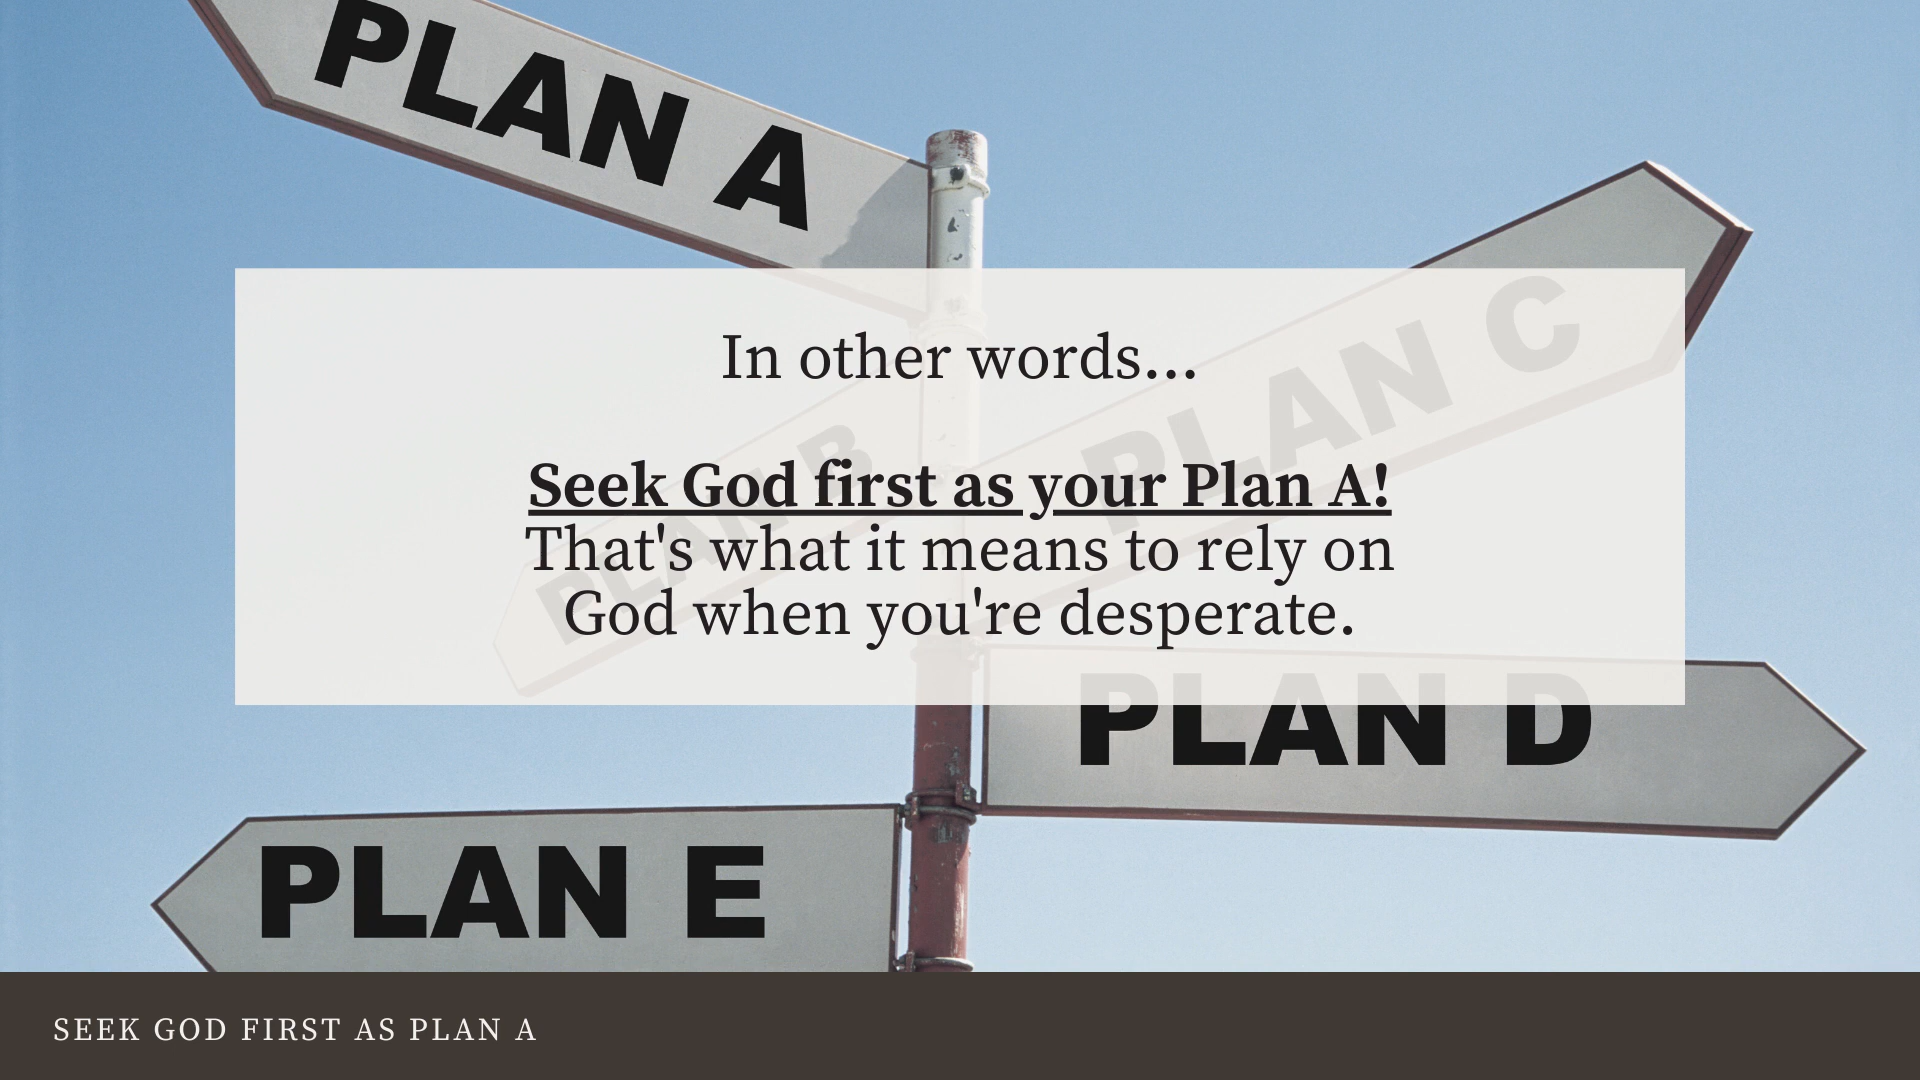 PLAN A
PLAN C
PLAN B
In other words...
Seek God first as your Plan A!
That's what it means to rely on
God when you're desperate.
PLAN D
PLAN E
SEEK GOD FIRST AS PLAN A